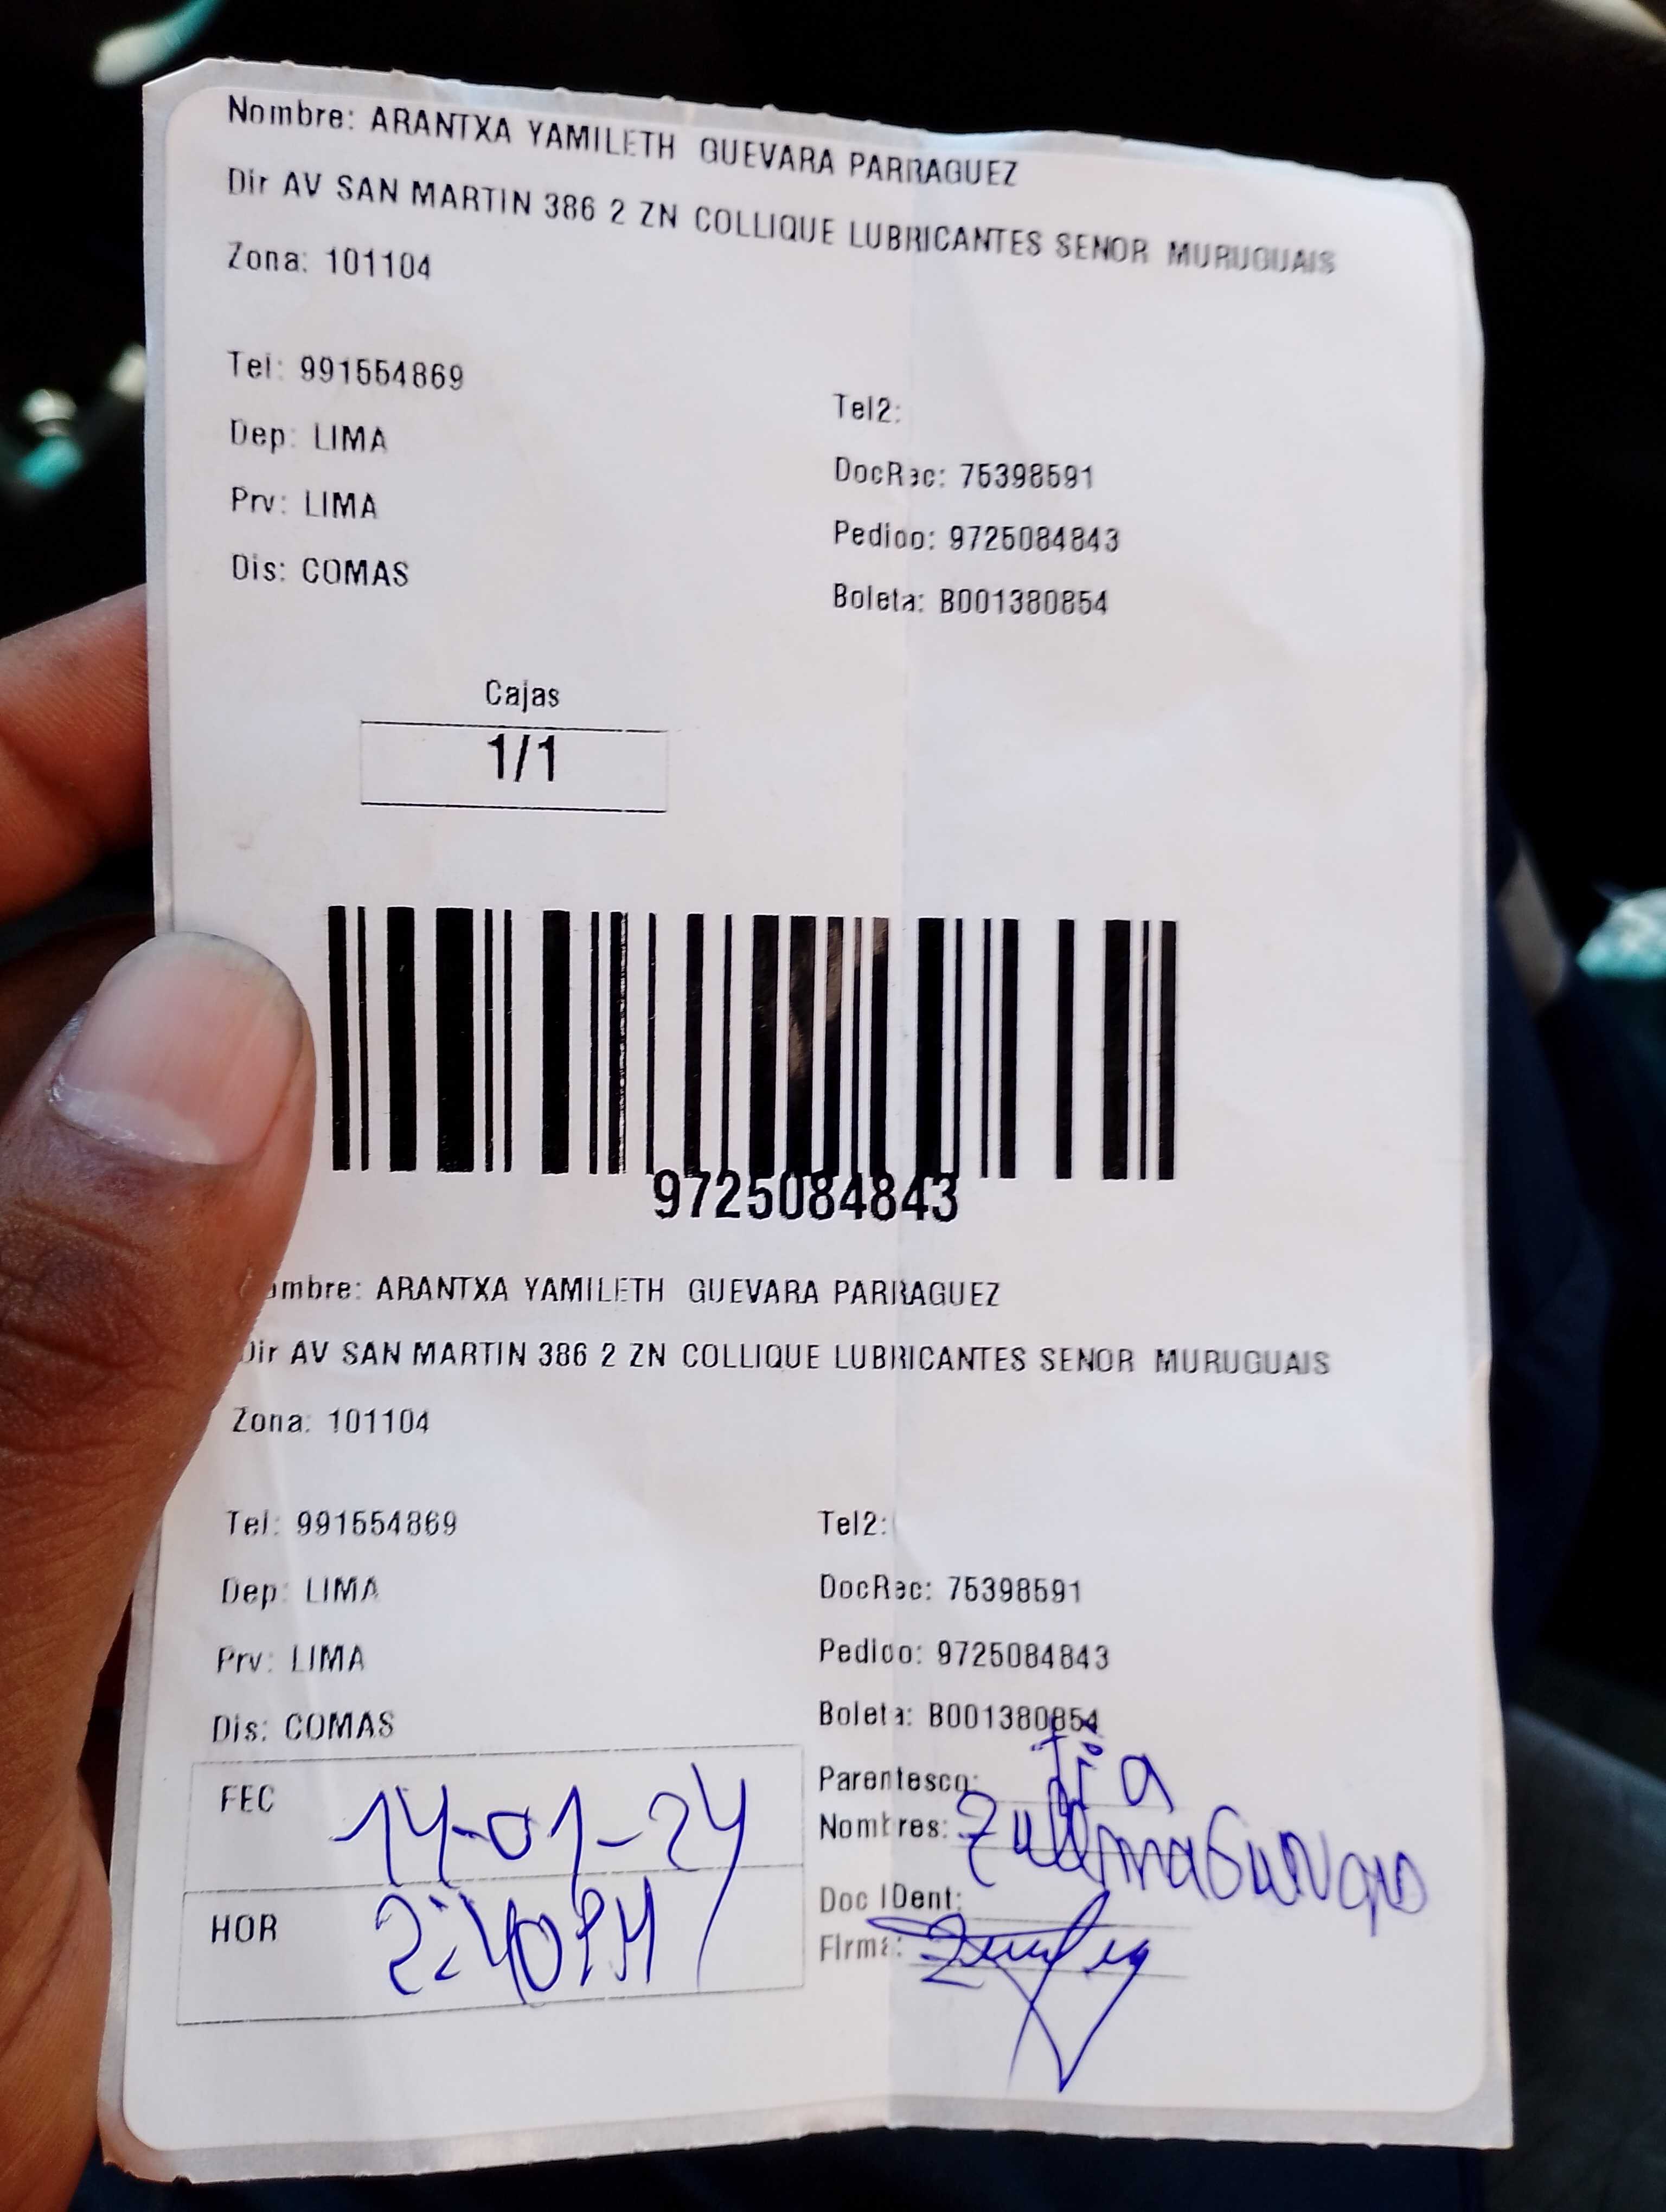 Nombre: ARANTXA YAMILETH GUEVARA PARRAGUEZ
Dir AV SAN MARTIN 386 2 ZN COLLIQUE LUBRICANTES SENOR MURUGUAIS
Zona: 101104
Tel: 991554869
Tel2:
Dep: LIMA
DocRec: 75398591
Prv: LIMA
Pedido: 9725084843
Dis: COMAS
Boleta: B001380854
Cajas
1/1
9725084843
ombre: ARANTXA YAMILETH GUEVARA PARRAGUEZ
Dir AV SAN MARTIN 386 2 ZN COLLIQUE LUBRICANTES SENOR MURUGUAIS
Zona: 101104
Tel: 991554869
Tel2:
Dep: LIMA
DocRec: 75398591
Prv: LIMA
Pedido: 9725084843
Dis: COMAS
Boleta: B001380854
FEC 14-01-24
Parentesco: tia
Nombres:
HOR 2:40PM
Doc IDent:
Firma: